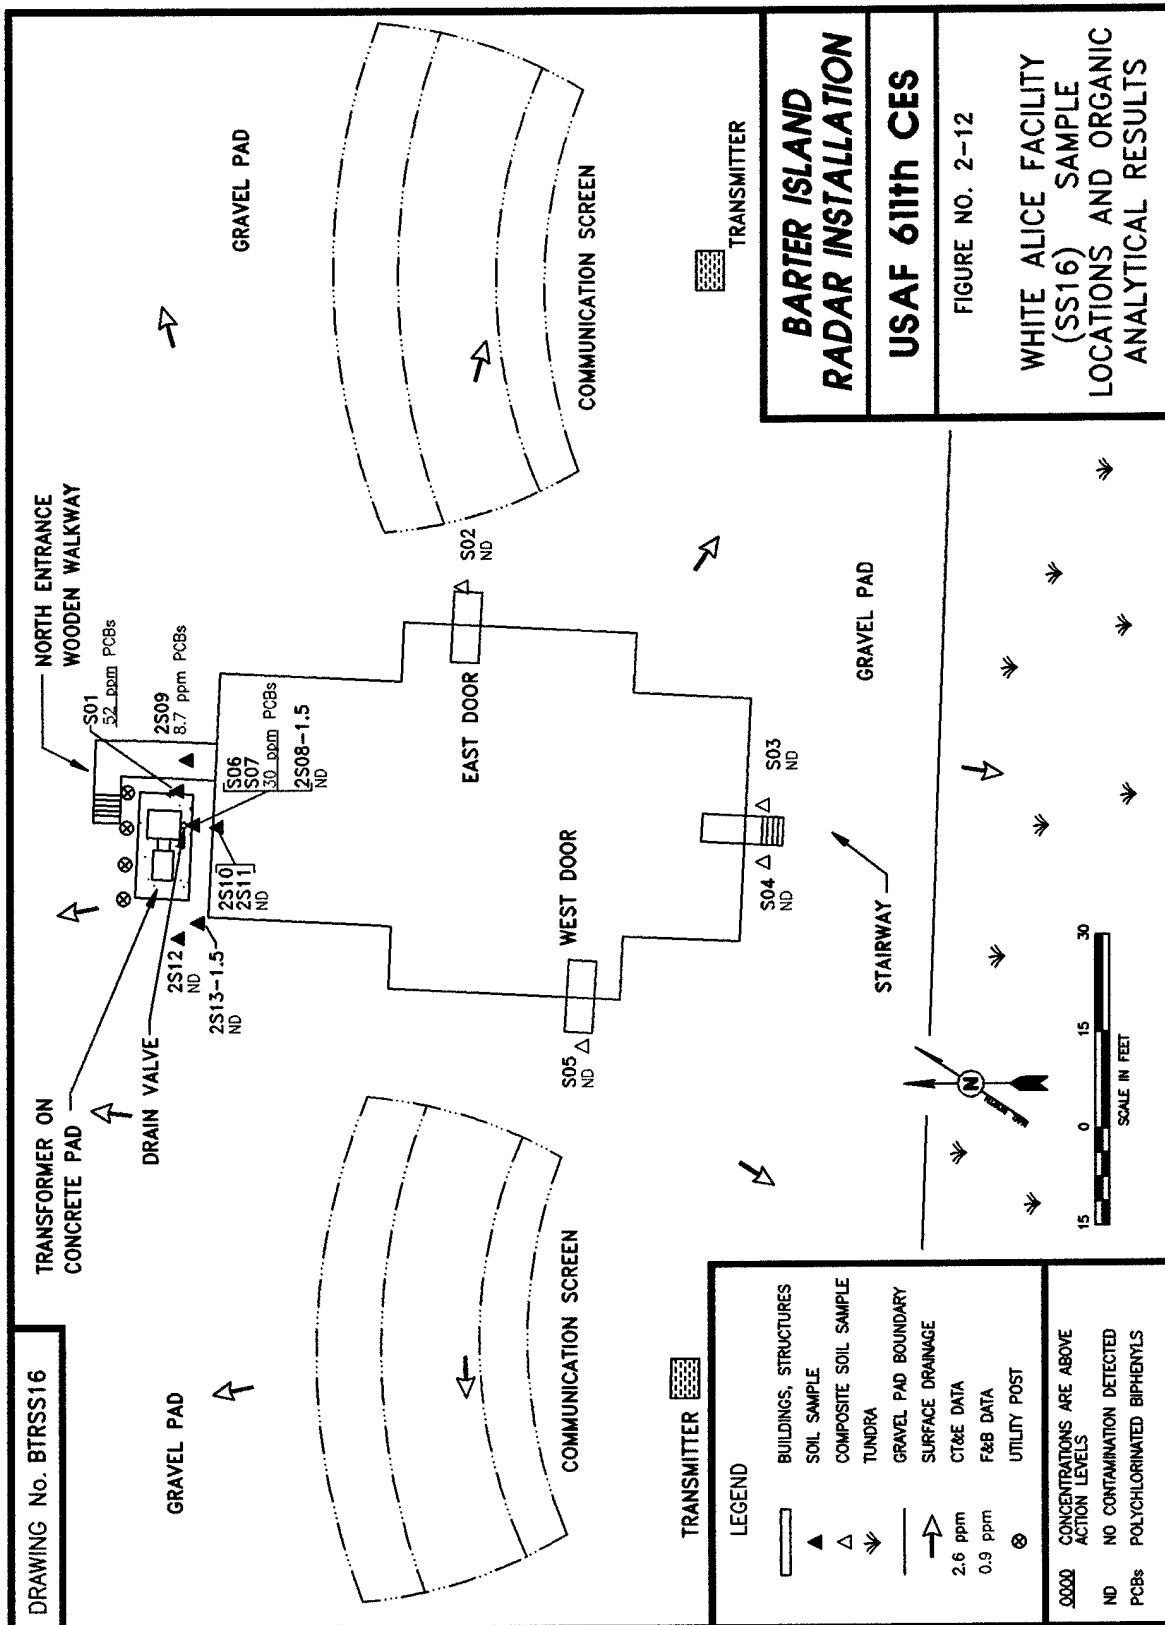 DRAWING No. BTRSS16
TRANSFORMER ON
CONCRETE PAD
DRAIN VALVE
NORTH ENTRANCE
WOODEN WALKWAY
S01
52 ppm PCBs
2S09
8.7 ppm PCBs
S06
S07
30 ppm PCBs
2S08-1.5
ND
2S10
2S11
ND
2S12
ND
2S13-1.5
ND
GRAVEL PAD
GRAVEL PAD
COMMUNICATION SCREEN
COMMUNICATION SCREEN
EAST DOOR
S02
ND
WEST DOOR
S05
ND
S04
ND
S03
ND
STAIRWAY
GRAVEL PAD
TRANSMITTER
TRANSMITTER
N
MAG. NORTH
15
0
15
30
SCALE IN FEET
LEGEND
BUILDINGS, STRUCTURES
SOIL SAMPLE
COMPOSITE SOIL SAMPLE
TUNDRA
GRAVEL PAD BOUNDARY
SURFACE DRAINAGE
2.6 ppm CT&E DATA
0.9 ppm F&B DATA
UTILITY POST
0000 CONCENTRATIONS ARE ABOVE
ACTION LEVELS
ND NO CONTAMINATION DETECTED
PCBs POLYCHLORINATED BIPHENYLS
BARTER ISLAND
RADAR INSTALLATION
USAF 611th CES
FIGURE NO. 2-12
WHITE ALICE FACILITY
(SS16) SAMPLE
LOCATIONS AND ORGANIC
ANALYTICAL RESULTS